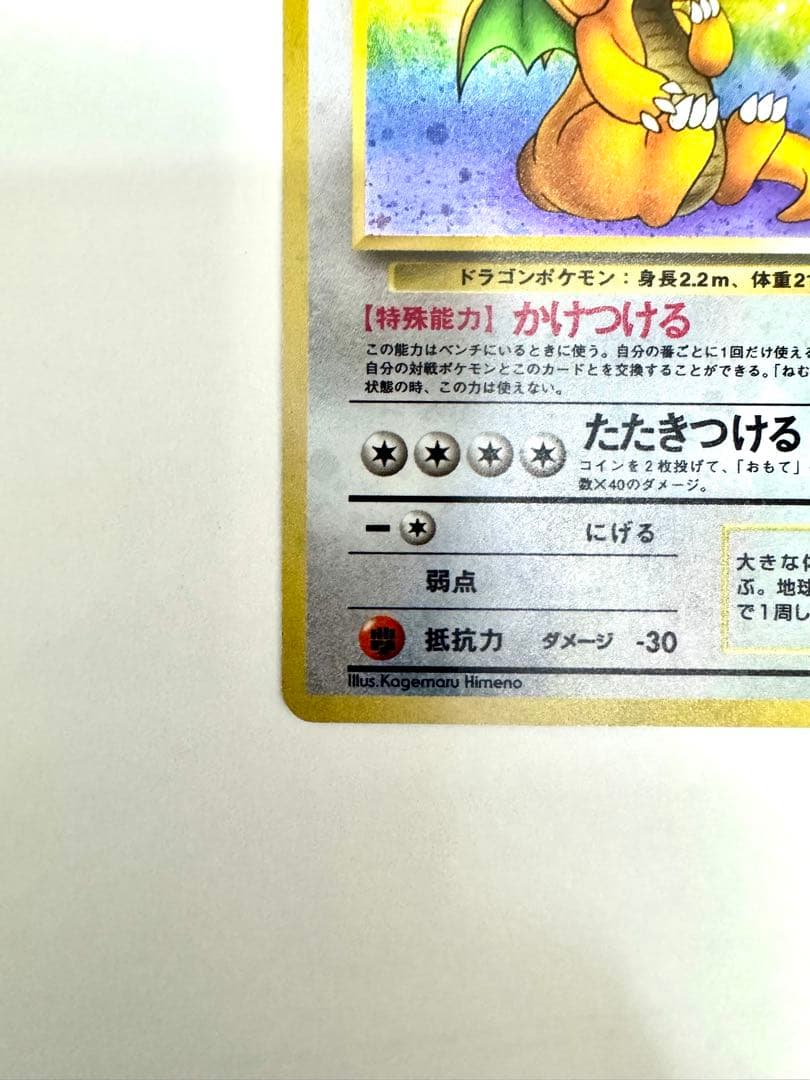 ドラゴンポケモン：身長2.2m、体重2
【特殊能力】かけつける
この能力はベンチにいるときに使う。自分の番ごとに1回だけ使え
自分の対戦ポケモンとこのカードとを交換することができる。「ねむ
状態の時、この力は使えない。
たたきつける
コインを2枚投げて、「おもて」
数×40のダメージ。
− にげる
弱点
抵抗力 ダメージ -30
大きな体
ぶ。地球
で1周し
Illus.Kagemaru Himeno